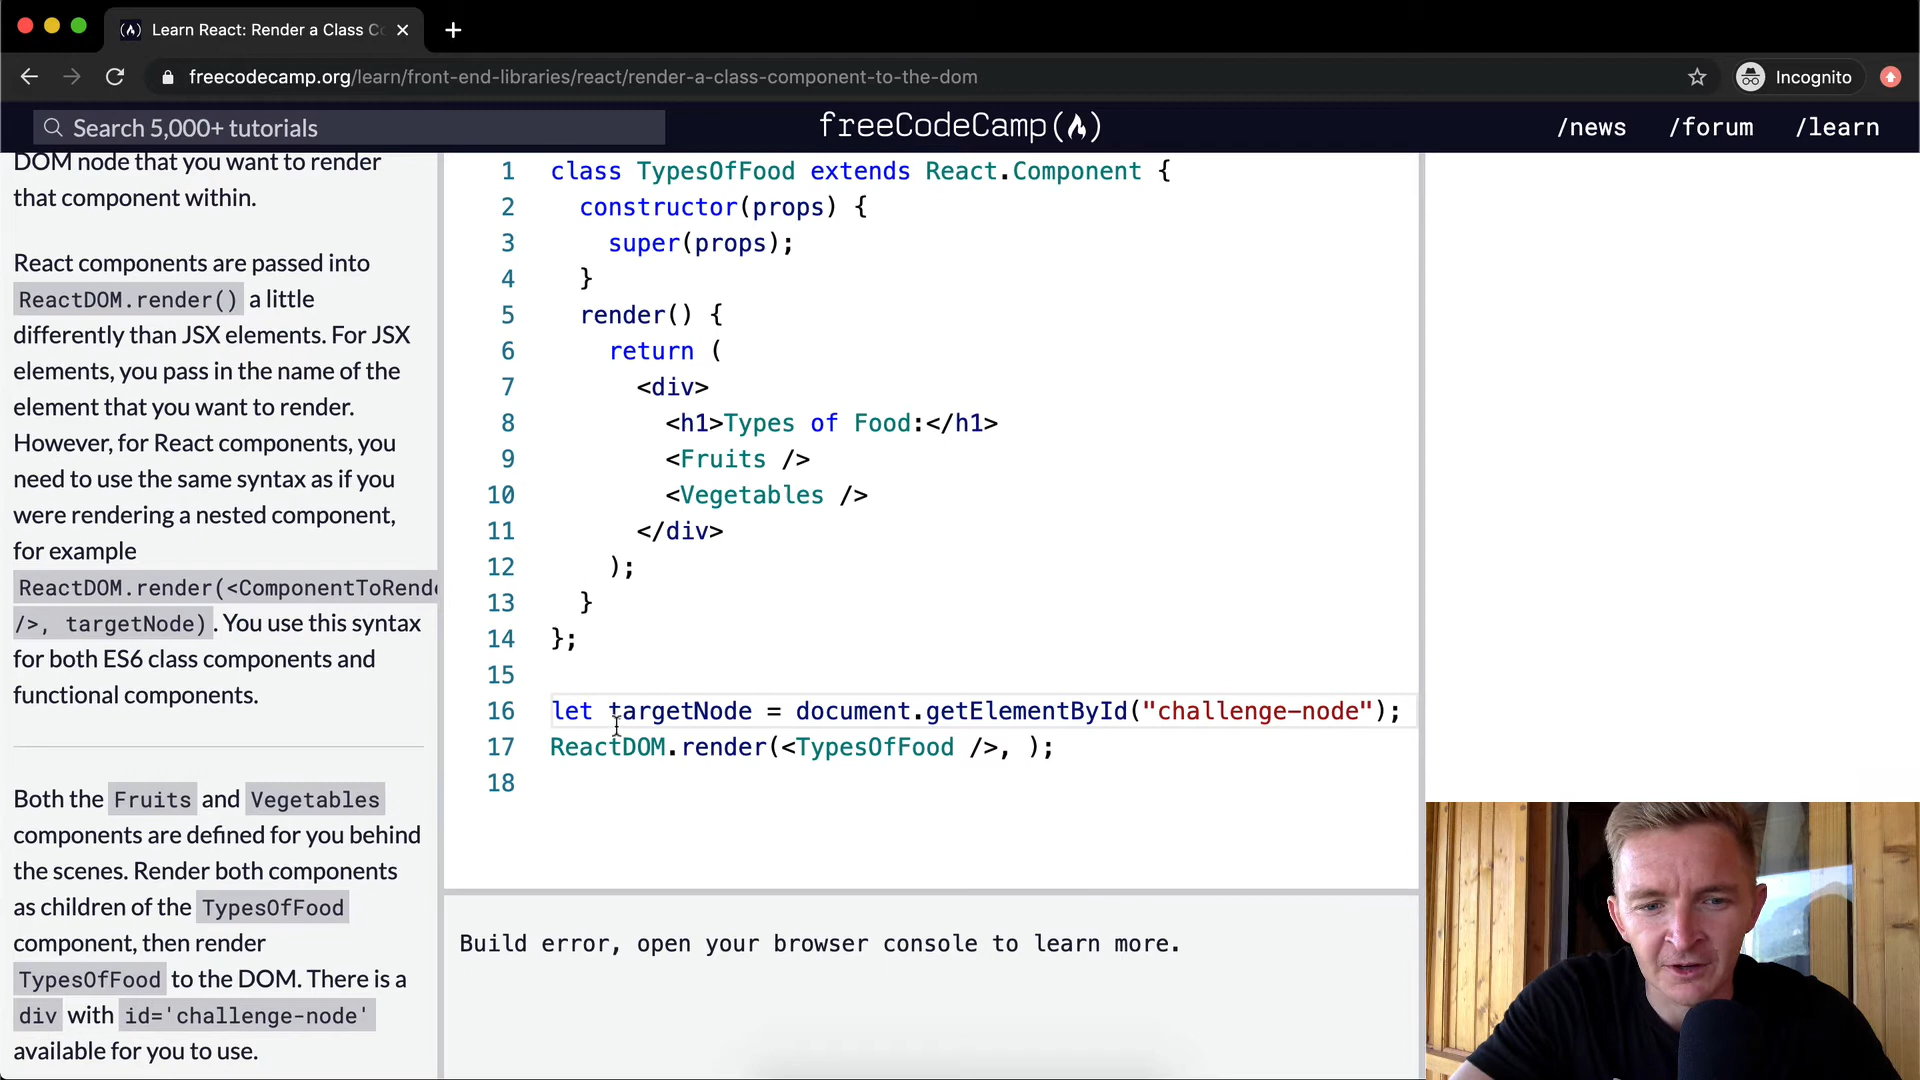 Learn React: Render a Class Co
freecodecamp.org/learn/front-end-libraries/react/render-a-class-component-to-the-dom
Incognito
Search 5,000+ tutorials
freeCodeCamp
/news
/forum
/learn
DOM node that you want to render
that component within.
React components are passed into
ReactDOM.render() a little
differently than JSX elements. For JSX
elements, you pass in the name of the
element that you want to render.
However, for React components, you
need to use the same syntax as if you
were rendering a nested component,
for example
ReactDOM.render(<ComponentToRende
/>, targetNode). You use this syntax
for both ES6 class components and
functional components.
Both the Fruits and Vegetables
components are defined for you behind
the scenes. Render both components
as children of the TypesOfFood
component, then render
TypesOfFood to the DOM. There is a
div with id='challenge-node'
available for you to use.
1 class TypesOfFood extends React.Component {
2 constructor(props) {
3 super(props);
4 }
5 render() {
6 return (
7 <div>
8 <h1>Types of Food:</h1>
9 <Fruits />
10 <Vegetables />
11 </div>
12 );
13 }
14 };
15
16 let targetNode = document.getElementById("challenge-node");
17 ReactDOM.render(<TypesOfFood />, );
18
Build error, open your browser console to learn more.